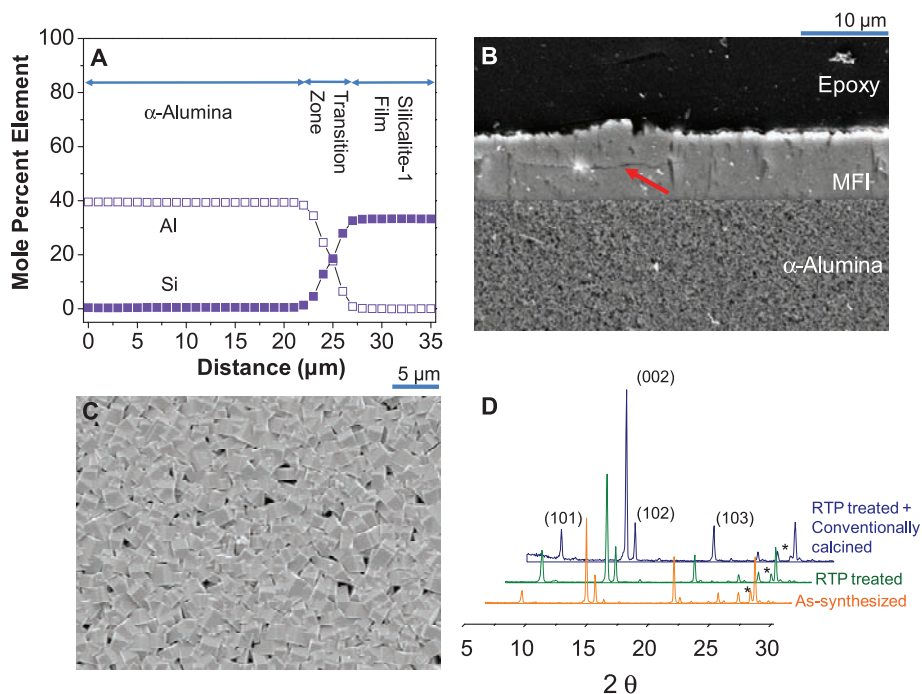 A
100
80
60
40
20
0
Mole Percent Element
α-Alumina
Transition
Zone
Silicalite-1
Film
Al
Si
0 5 10 15 20 25 30 35
Distance (µm)
10 µm
B
Epoxy
MFI
α-Alumina
5 µm
C
D
(002)
(101)
(102)
(103)
*
RTP treated +
Conventionally
calcined
*
RTP treated
*
As-synthesized
5 10 15 20 25 30
2 θ